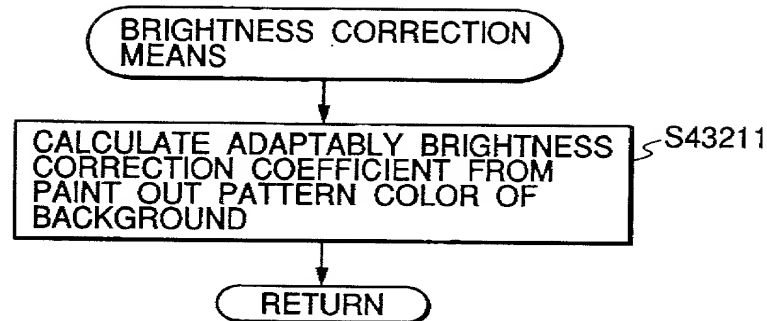 BRIGHTNESS CORRECTION
MEANS
CALCULATE ADAPTABLY BRIGHTNESS
CORRECTION COEFFICIENT FROM
PAINT OUT PATTERN COLOR OF
BACKGROUND
S43211
RETURN